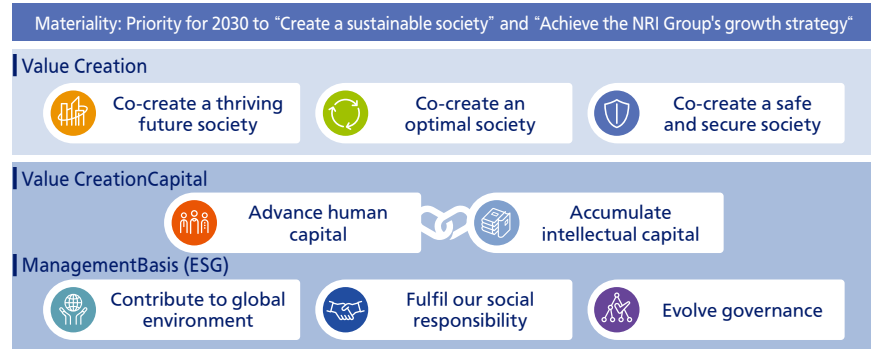 Materiality: Priority for 2030 to “Create a sustainable society” and “Achieve the NRI Group's growth strategy“
Value Creation
Co-create a thriving
future society
Co-create an
optimal society
Co-create a safe
and secure society
Value CreationCapital
Advance human
capital
Accumulate
intellectual capital
ManagementBasis (ESG)
Contribute to global
environment
Fulfil our social
responsibility
Evolve governance